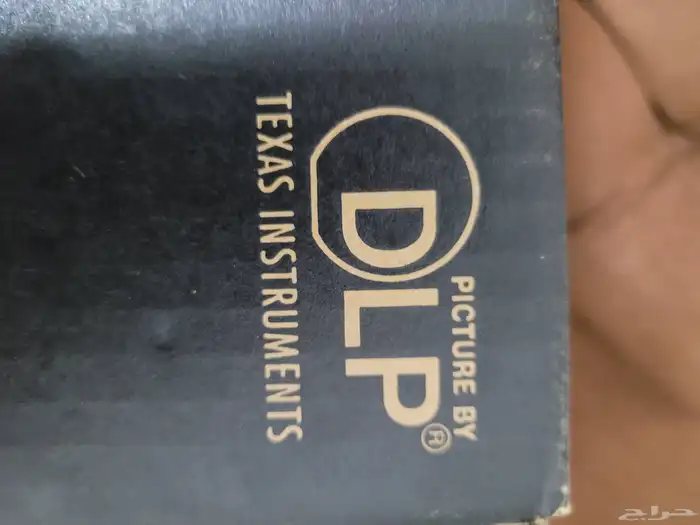 PICTURE BY
DLP®
TEXAS INSTRUMENTS
حراج